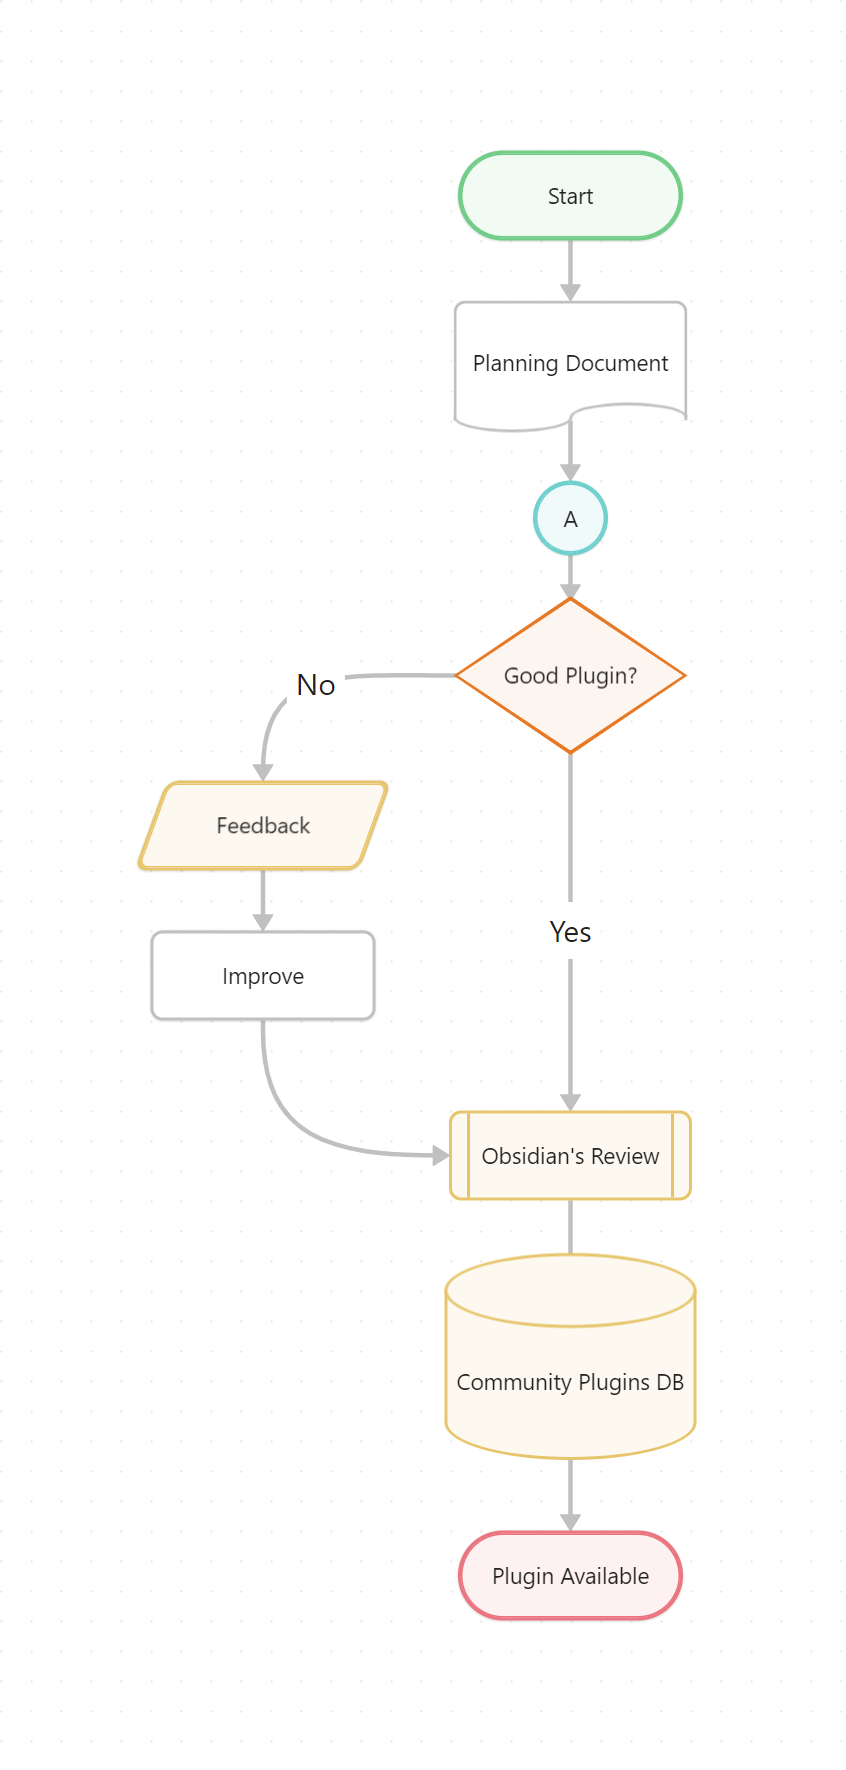 Start
Planning Document
A
Good Plugin?
No
Feedback
Yes
Improve
Obsidian's Review
Community Plugins DB
Plugin Available